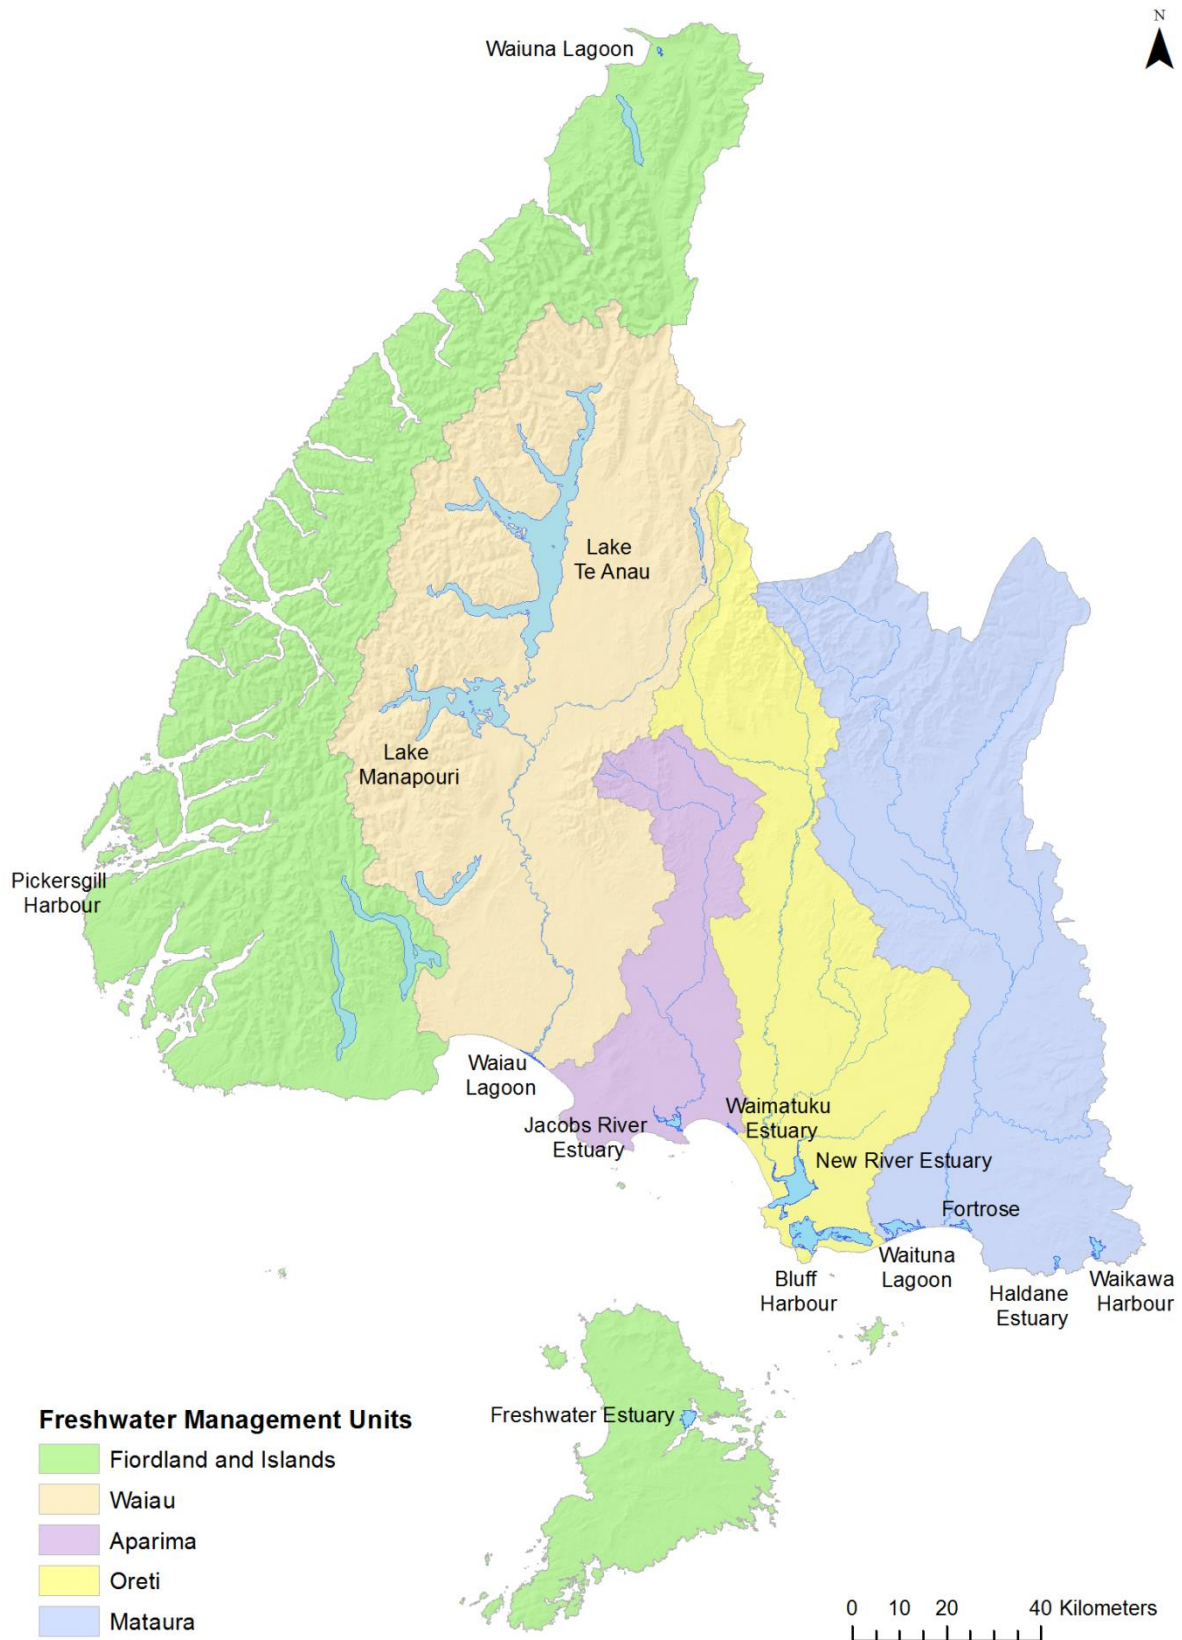 N
Waiuna Lagoon
Lake
Te Anau
Lake
Manapouri
Pickersgill
Harbour
Waiau
Lagoon
Jacobs River
Estuary
Waimatuku
Estuary
New River Estuary
Fortrose
Bluff
Harbour
Waituna
Lagoon
Haldane
Estuary
Waikawa
Harbour
Freshwater Estuary
Freshwater Management Units
Fiordland and Islands
Waiau
Aparima
Oreti
Mataura
0 10 20 40 Kilometers